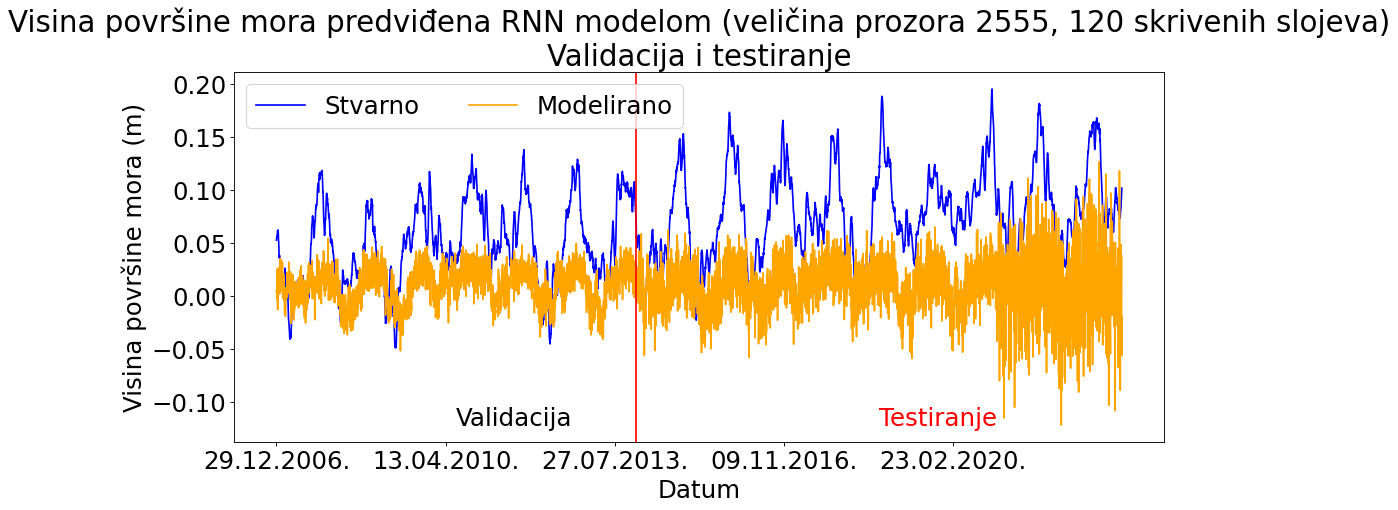 Visina površine mora predviđena RNN modelom (veličina prozora 2555, 120 skrivenih slojeva)
Validacija i testiranje
Stvarno
Modelirano
Visina površine mora (m)
0.20
0.15
0.10
0.05
0.00
−0.05
−0.10
Validacija
Testiranje
29.12.2006.
13.04.2010.
27.07.2013.
09.11.2016.
23.02.2020.
Datum